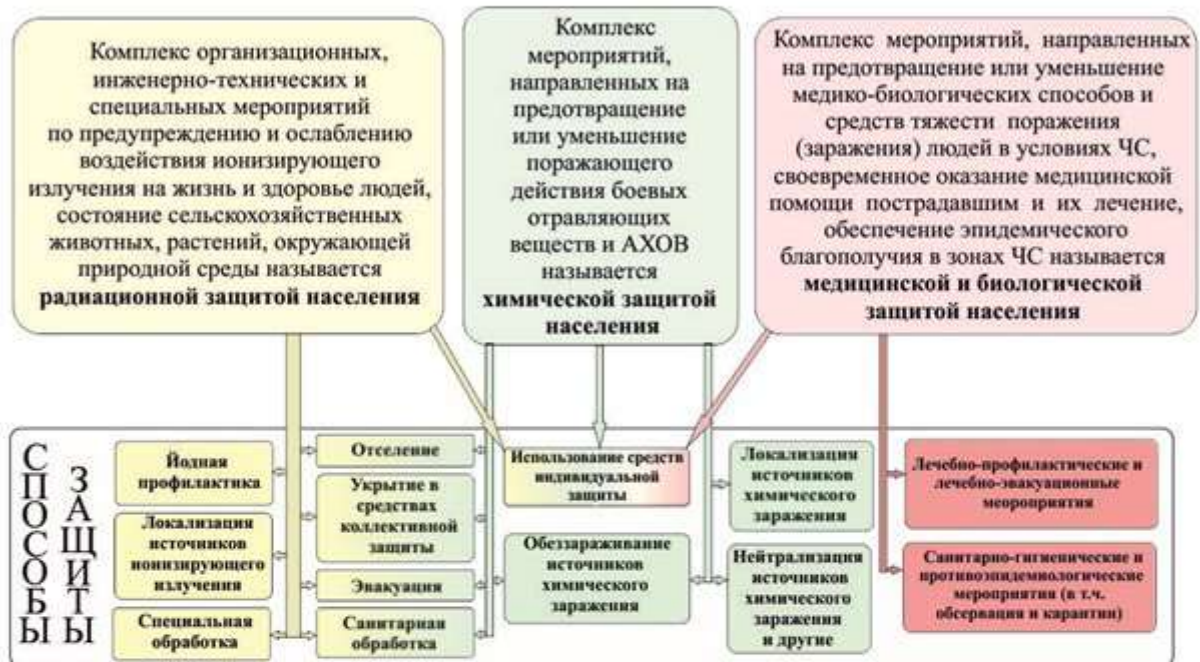 Комплекс организационных,
инженерно-технических и
специальных мероприятий
по предупреждению и ослаблению
воздействия ионизирующего
излучения на жизнь и здоровье людей,
состояние сельскохозяйственных
животных, растений, окружающей
природной среды называется
радиационной защитой населения
Комплекс
мероприятий,
направленных на
предотвращение
или уменьшение
поражающего
действия боевых
отравляющих
веществ и АХОВ
называется
химической защитой
населения
Комплекс мероприятий, направленных
на предотвращение или уменьшение
медико-биологических способов и
средств тяжести поражения
(заражения) людей в условиях ЧС,
своевременное оказание медицинской
помощи пострадавшим и их лечение,
обеспечение эпидемического
благополучия в зонах ЧС называется
медицинской и биологической
защитой населения
СПОСОБЫ
ЗАЩИТЫ
Йодная
профилактика
Локализация
источников
ионизирующего
излучения
Специальная
обработка
Отселение
Укрытие в
средствах
коллективной
защиты
Эвакуация
Санитарная
обработка
Использование средств
индивидуальной
защиты
Обеззараживание
источников
химического
заражения
Локализация
источников
химического
заражения
Нейтрализация
источников
химического
заражения
и другие
Лечебно-профилактические и
лечебно-эвакуационные
меороприятия
Санитарно-гигиенические и
противоэпидемиологические
мероприятия (в т.ч.
обсервация и карантин)